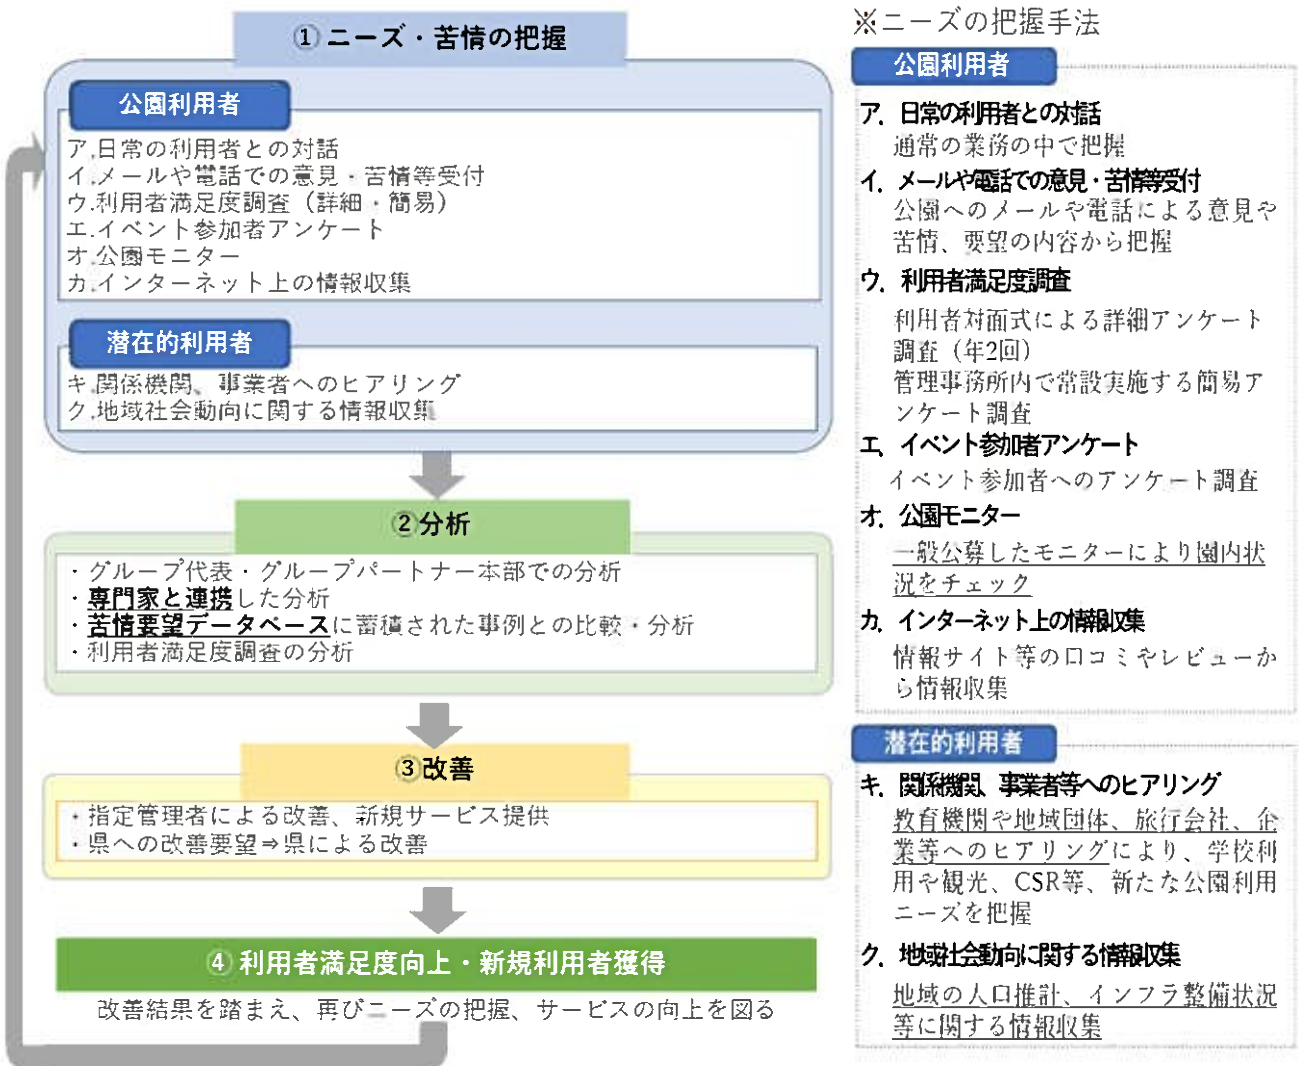 ① ニーズ・苦情の把握
公園利用者
ア.日常の利用者との対話
イ.メールや電話での意見・苦情等受付
ウ.利用者満足度調査（詳細・簡易）
エ.イベント参加者アンケート
オ.公園モニター
カ.インターネット上の情報収集
潜在的利用者
キ.関係機関、事業者へのヒアリング
ク.地域社会動向に関する情報収集
②分析
・グループ代表・グループパートナー本部での分析
・専門家と連携した分析
・苦情要望データベースに蓄積された事例との比較・分析
・利用者満足度調査の分析
③改善
・指定管理者による改善、新規サービス提供
・県への改善要望⇒県による改善
④ 利用者満足度向上・新規利用者獲得
改善結果を踏まえ、再びニーズの把握、サービスの向上を図る
※ニーズの把握手法
公園利用者
ア．日常の利用者との対話
通常の業務の中で把握
イ．メールや電話での意見・苦情等受付
公園へのメールや電話による意見や
苦情、要望の内容から把握
ウ．利用者満足度調査
利用者対面式による詳細アンケート
調査（年2回）
管理事務所内で常設実施する簡易ア
ンケート調査
エ．イベント参加者アンケート
イベント参加者へのアンケート調査
オ．公園モニター
一般公募したモニターにより園内状
況をチェック
カ．インターネット上の情報収集
情報サイト等の口コミやレビューか
ら情報収集
潜在的利用者
キ．関係機関、事業者等へのヒアリング
教育機関や地域団体、旅行会社、企
業等へのヒアリングにより、学校利
用や観光、CSR等、新たな公園利用
ニーズを把握
ク．地域社会動向に関する情報収集
地域の人口推計、インフラ整備状況
等に関する情報収集